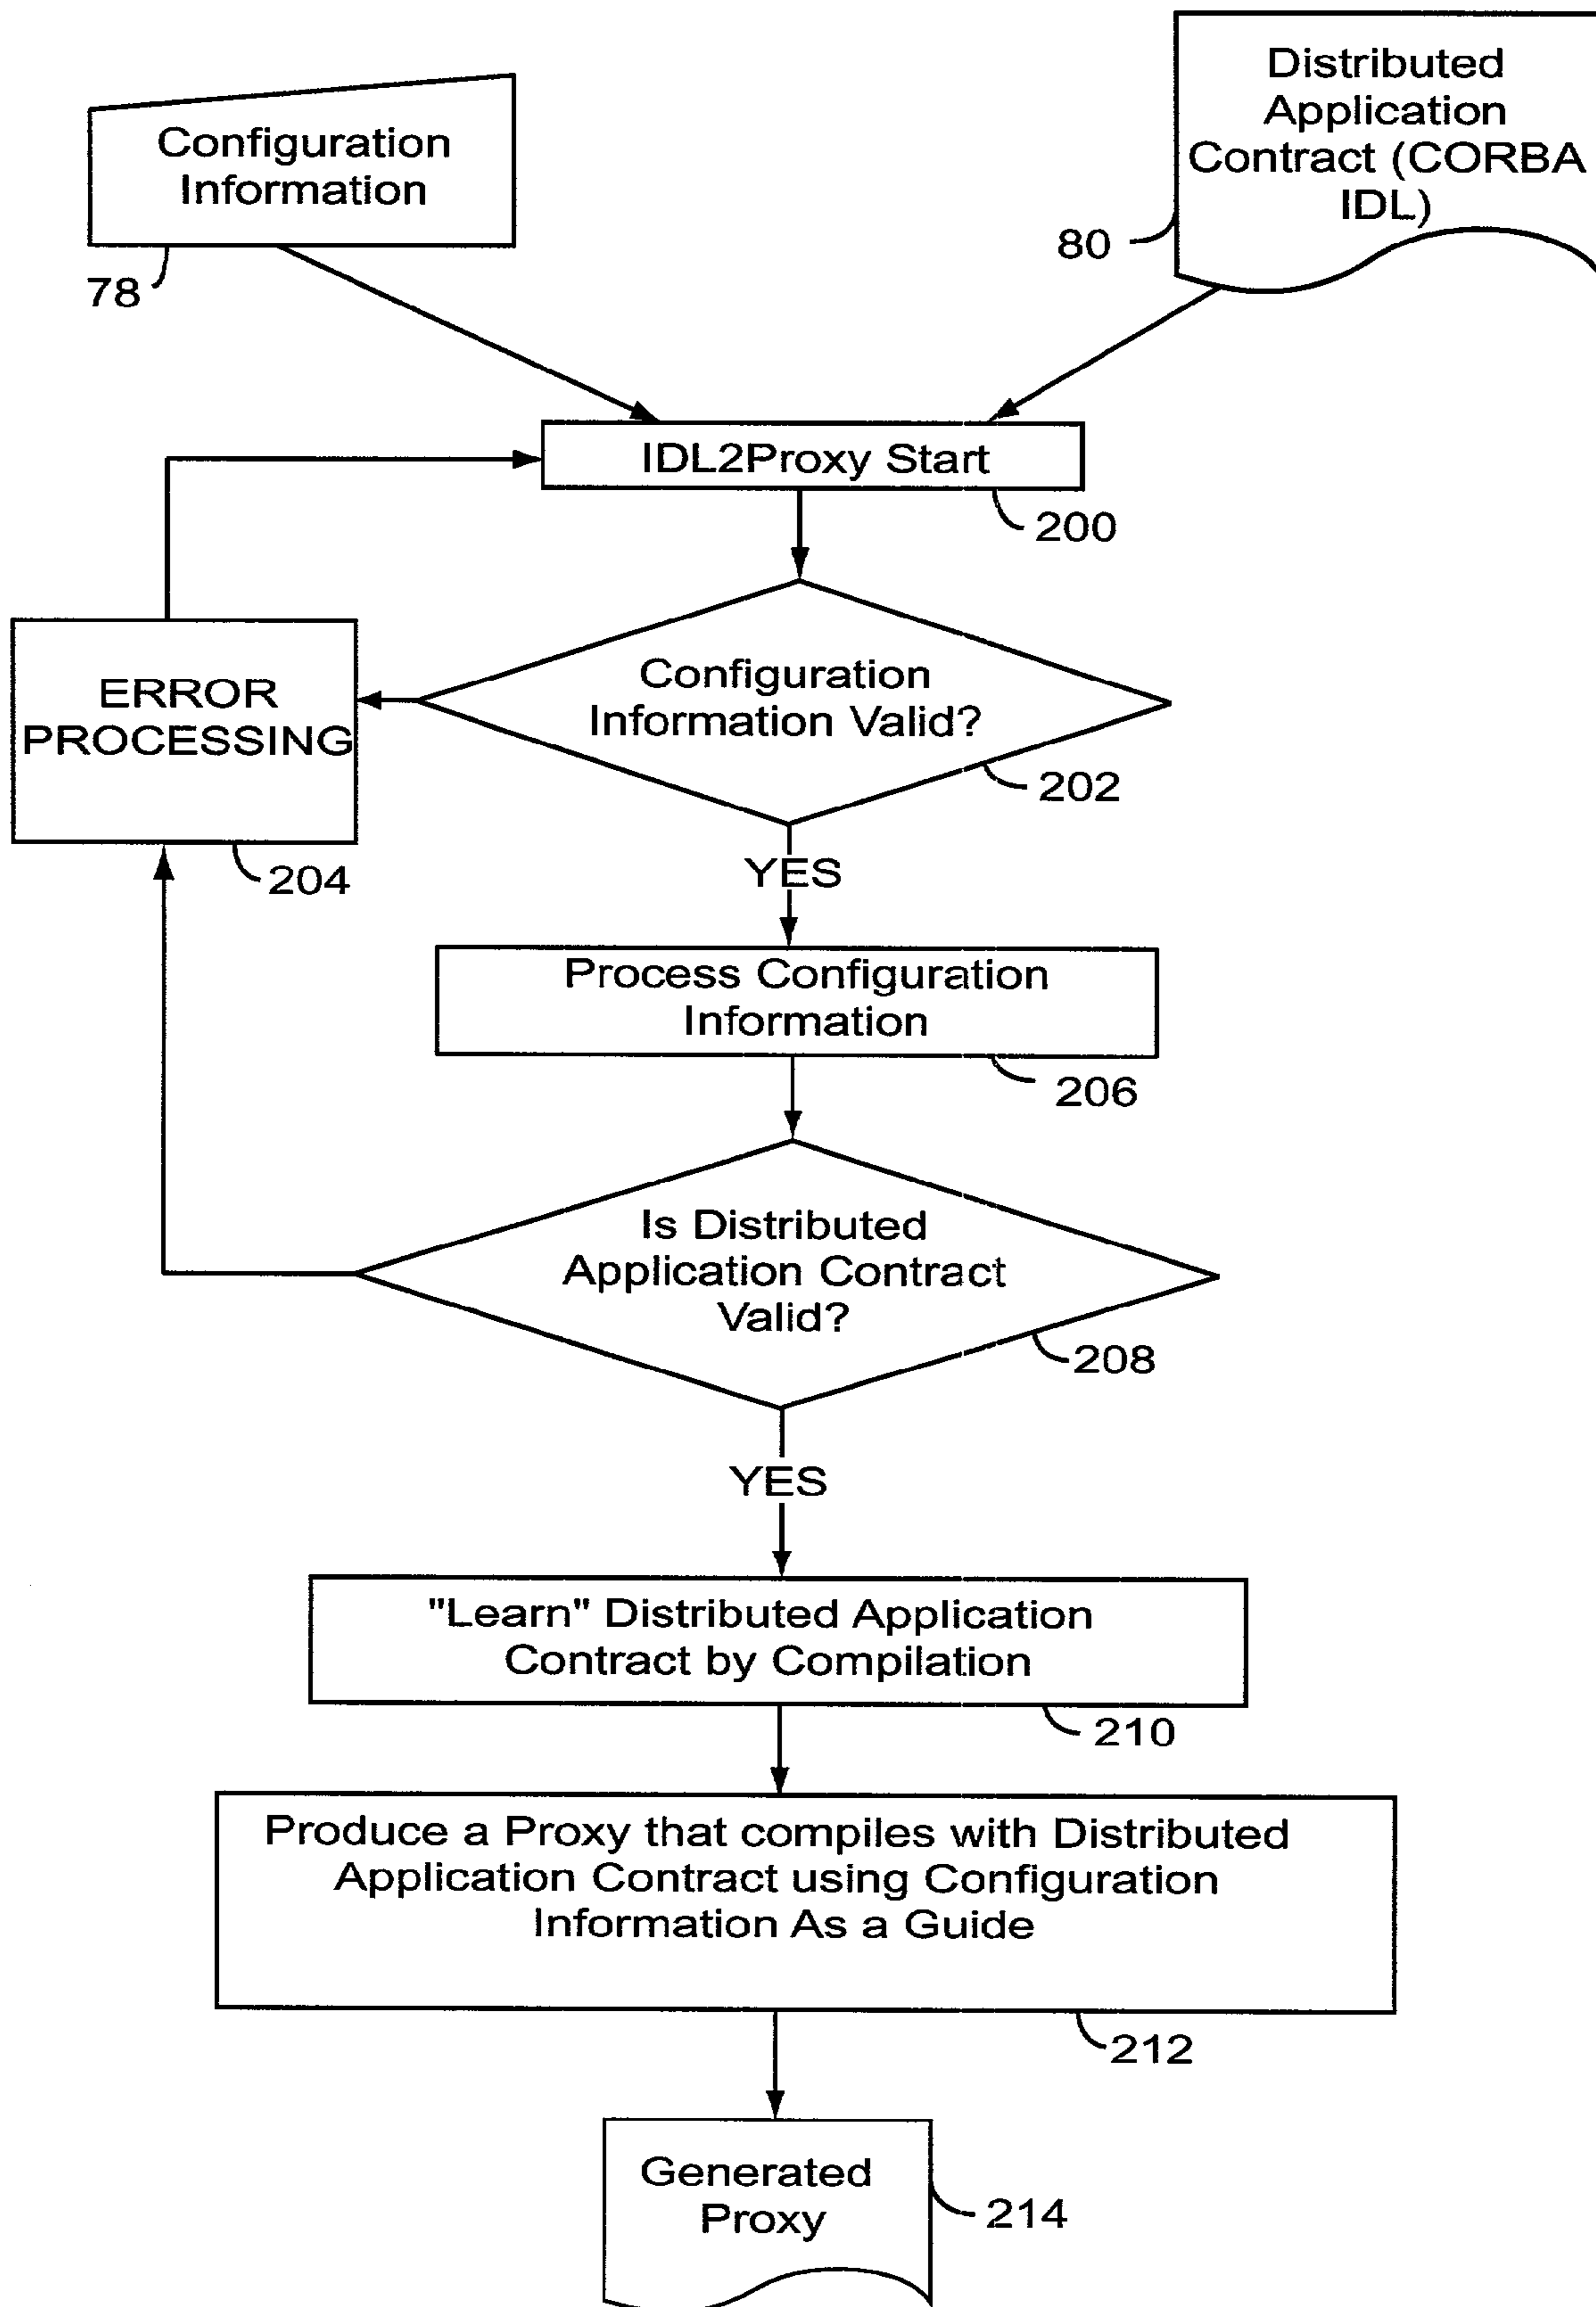 Configuration
Information
78
Distributed
Application
Contract (CORBA
IDL)
80
IDL2Proxy Start
200
Configuration
Information Valid?
202
ERROR
PROCESSING
204
YES
Process Configuration
Information
206
Is Distributed
Application Contract
Valid?
208
YES
"Learn" Distributed Application
Contract by Compilation
210
Produce a Proxy that compiles with Distributed
Application Contract using Configuration
Information As a Guide
212
Generated
Proxy
214